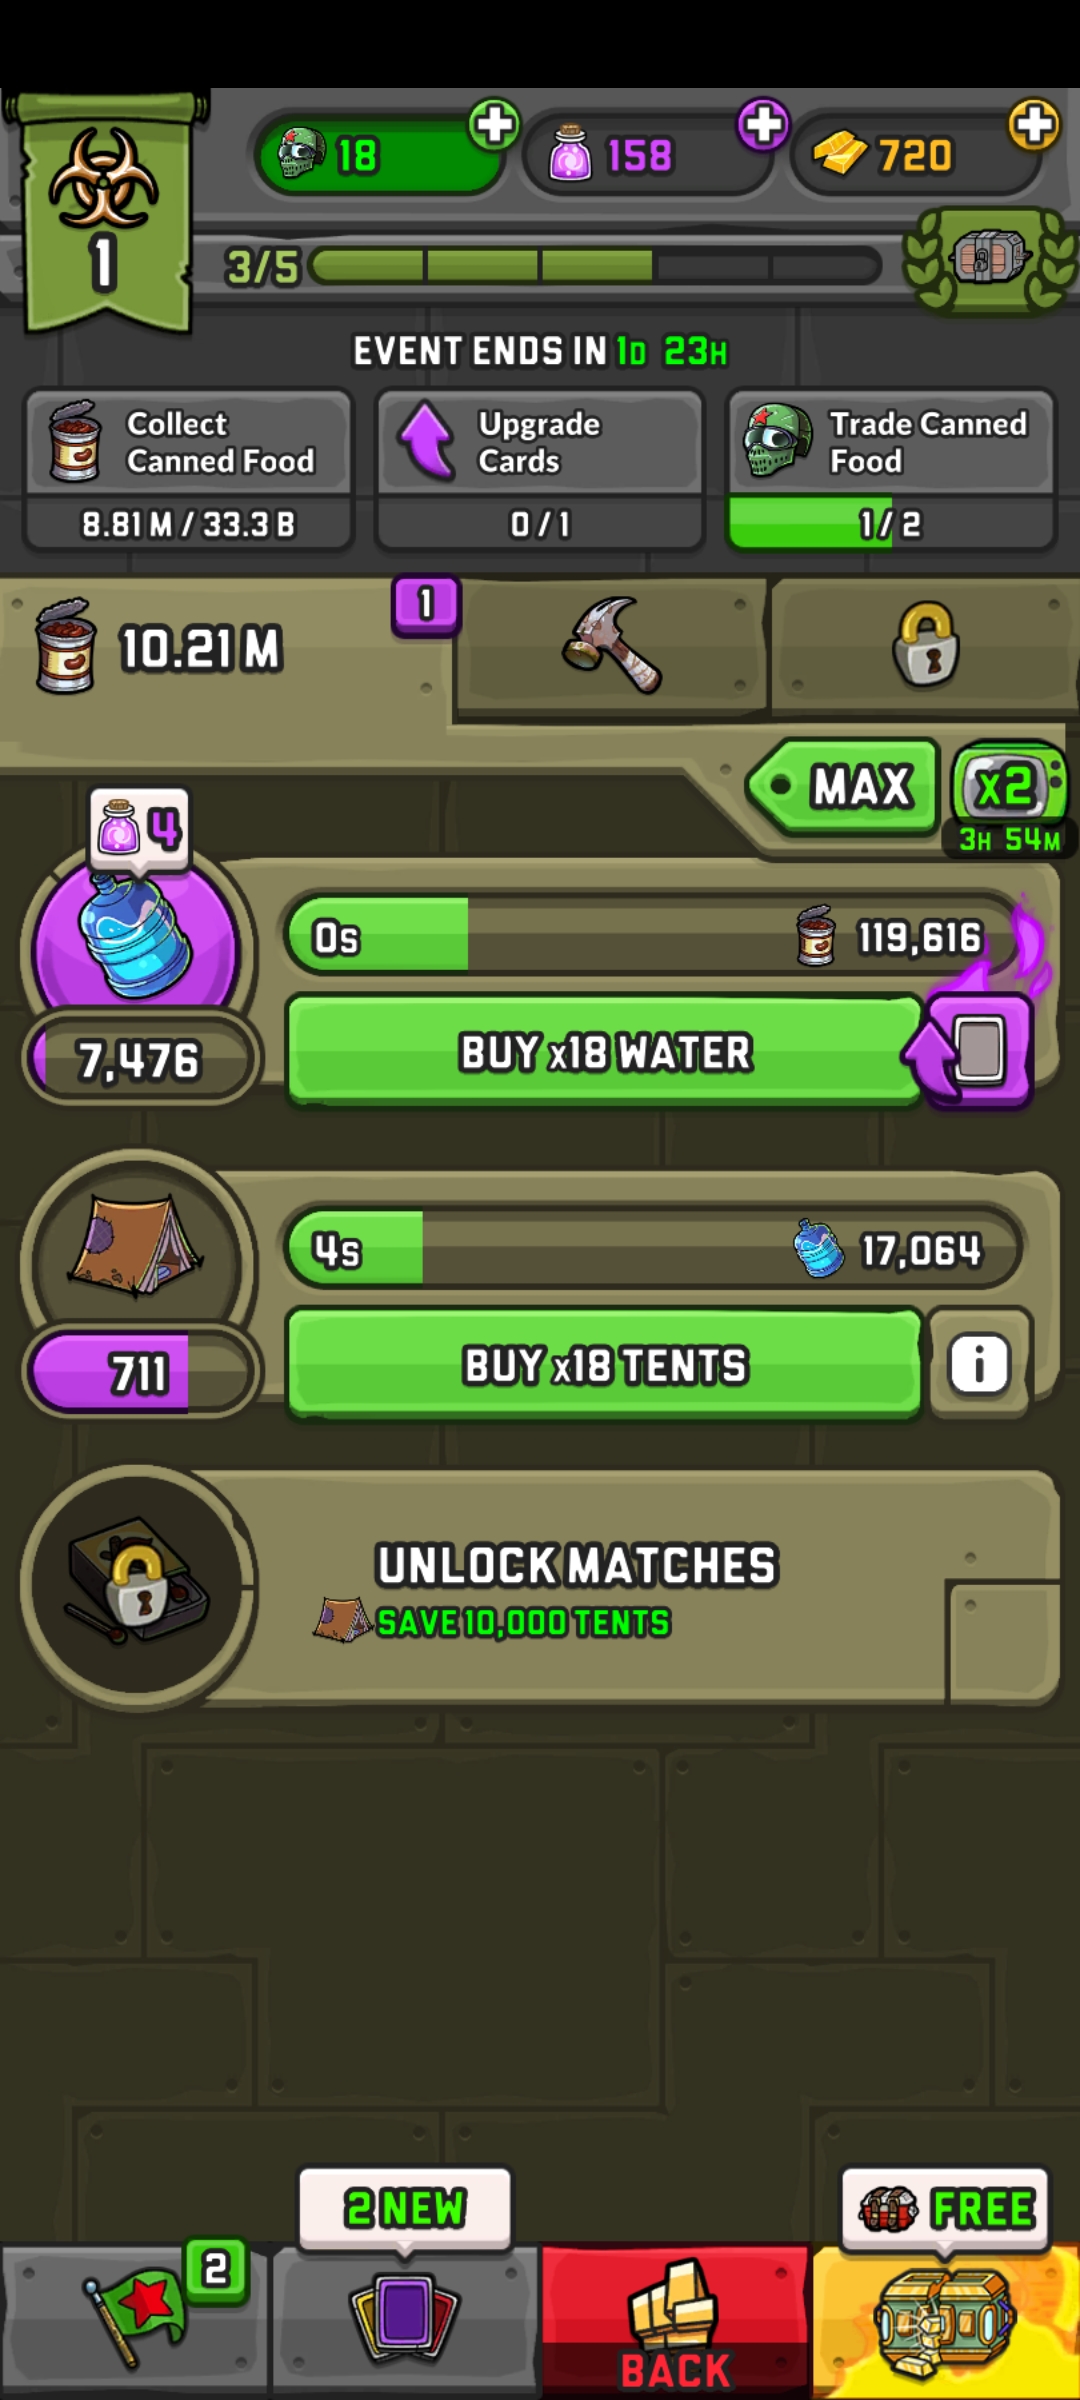 18
158
720
1
3/5
EVENT ENDS IN 1D 23H
Collect
Canned Food
8.81 M / 33.3 B
Upgrade
Cards
0 / 1
Trade Canned
Food
1 / 2
10.21 M
1
MAX
x2
3H 54M
4
0s
119,616
7,476
BUY x18 WATER
4s
17,064
711
BUY x18 TENTS
i
UNLOCK MATCHES
SAVE 10,000 TENTS
2 NEW
FREE
2
BACK